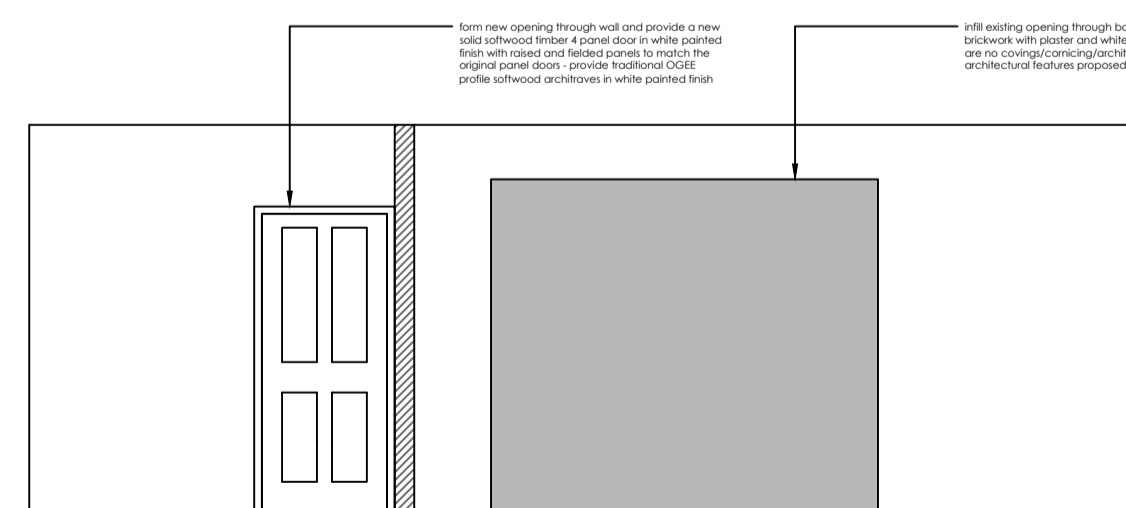 form new opening through wall and provide a new
solid softwood timber 4 panel door in white painted
finish with raised and fielded panels to match the
original panel doors - provide traditional OGEE
profile softwood architraves in white painted finish
infill existing opening through
brickwork with plaster and white
are no covings/cornicing/
architectural features proposed